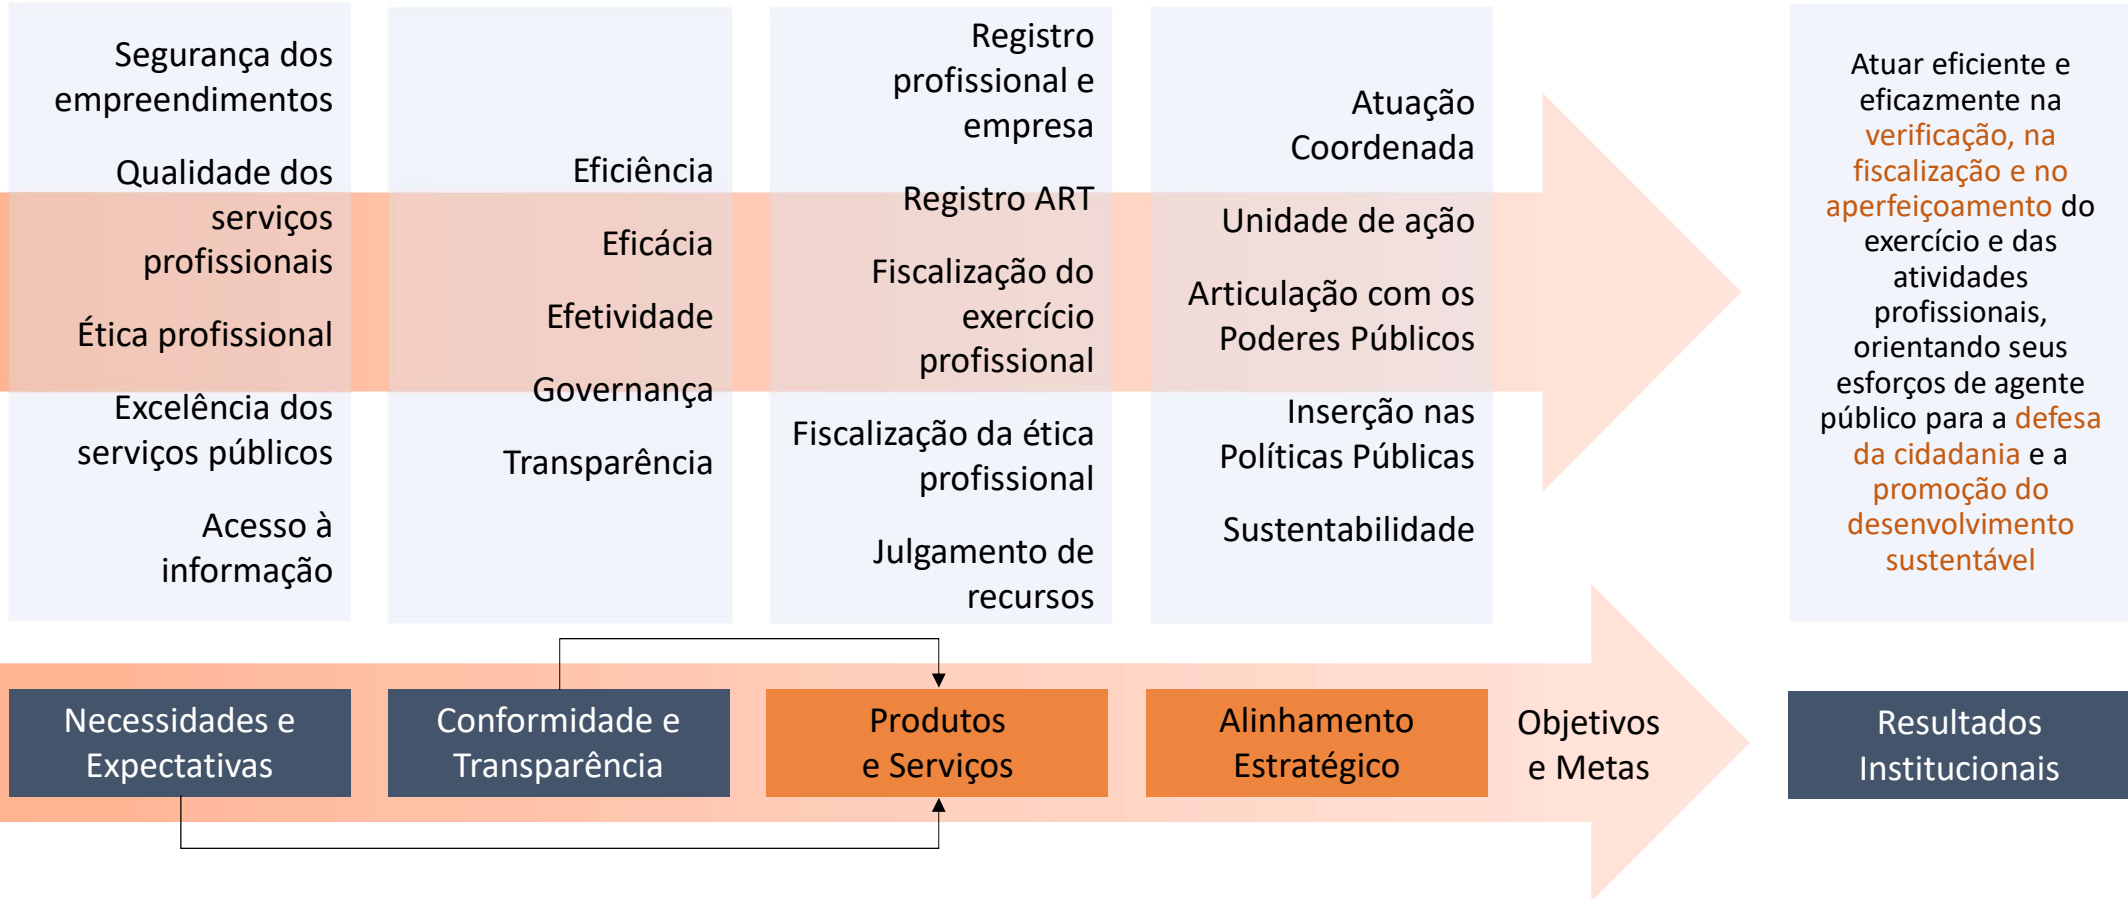 Segurança dos
empreendimentos
Qualidade dos
serviços
profissionais
Ética profissional
Excelência dos
serviços públicos
Acesso à
informação
Eficiência
Eficácia
Efetividade
Governança
Transparência
Registro
profissional e
empresa
Registro ART
Fiscalização do
exercício
profissional
Fiscalização da ética
profissional
Julgamento de
recursos
Atuação
Coordenada
Unidade de ação
Articulação com os
Poderes Públicos
Inserção nas
Políticas Públicas
Sustentabilidade
Atuar eficiente e
eficazmente na
verificação, na
fiscalização e no
aperfeiçoamento do
exercício e das
atividades
profissionais,
orientando seus
esforços de agente
público para a defesa
da cidadania e a
promoção do
desenvolvimento
sustentável
Necessidades e
Expectativas
Conformidade e
Transparência
Produtos
e Serviços
Alinhamento
Estratégico
Objetivos
e Metas
Resultados
Institucionais